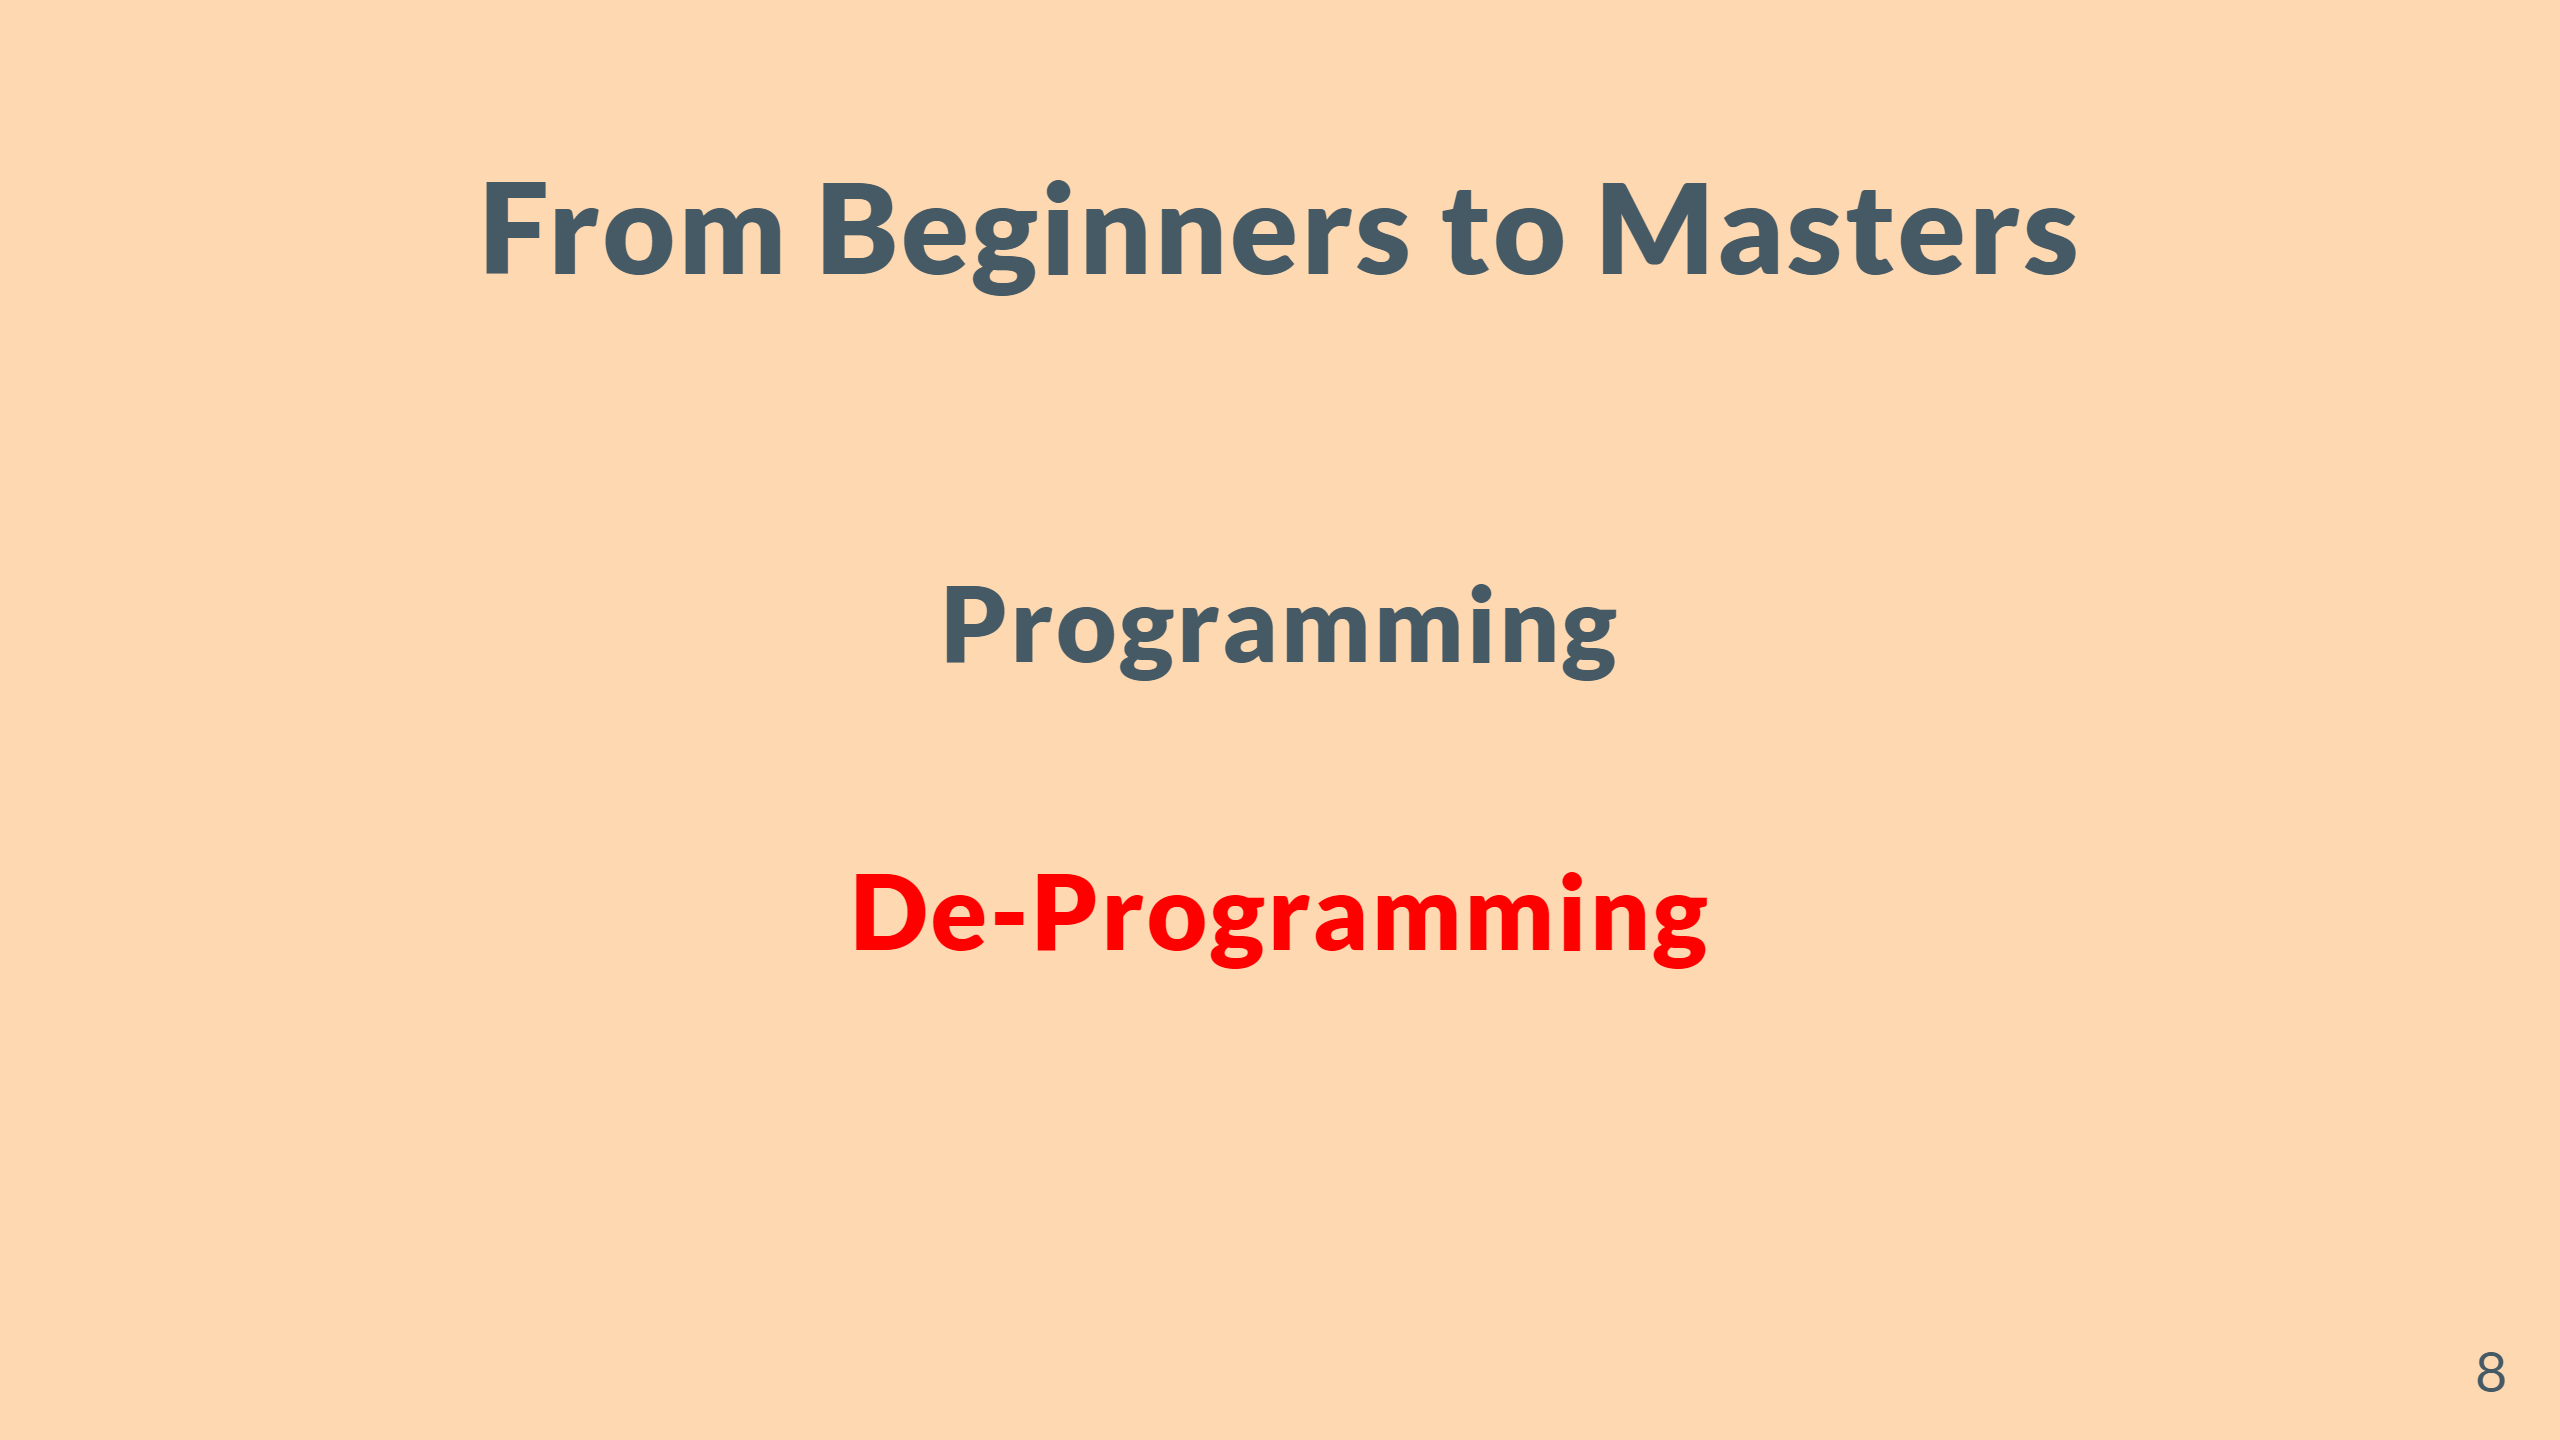 From Beginners to Masters
Programming
De-Programming
8